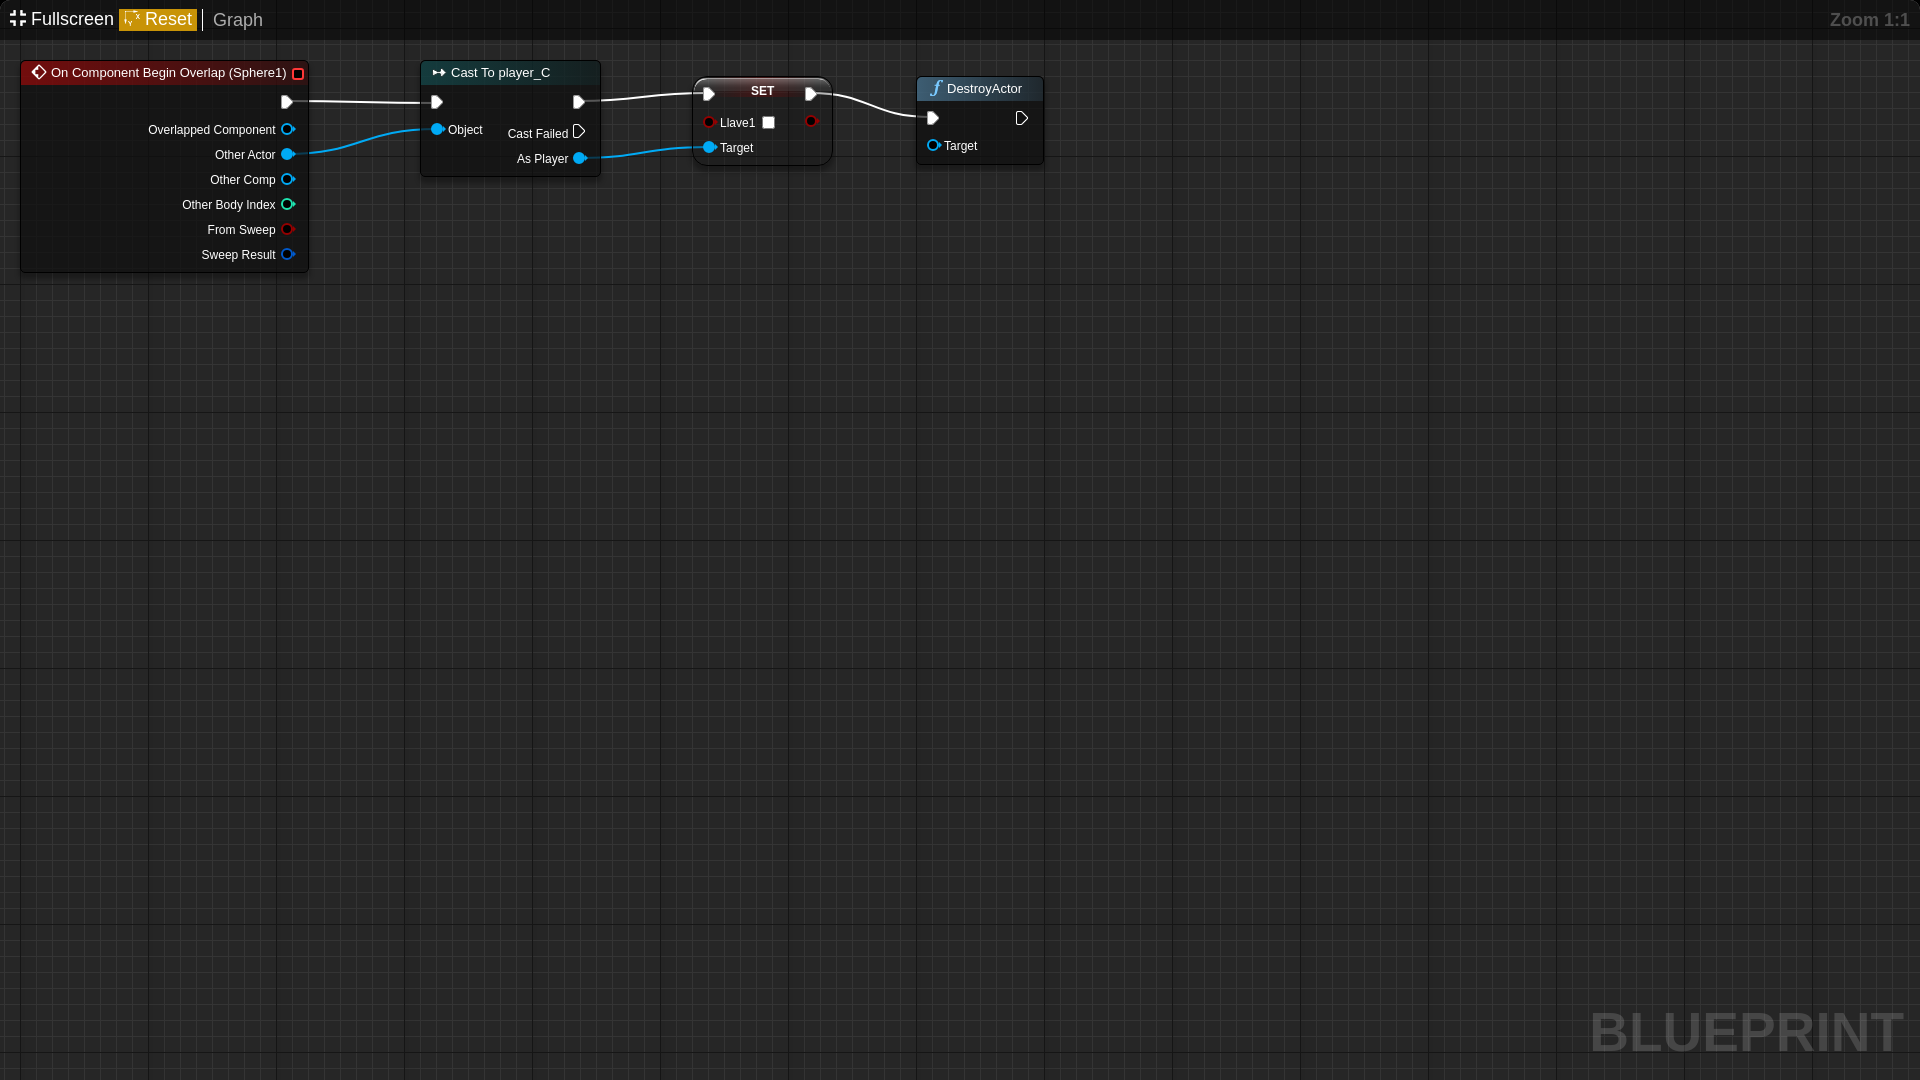 Fullscreen Reset Graph Zoom 1:1
On Component Begin Overlap (Sphere1)
Overlapped Component
Other Actor
Other Comp
Other Body Index
From Sweep
Sweep Result
Cast To player_C
Object
Cast Failed
As Player
SET
Llave1
Target
DestroyActor
Target
BLUEPRINT